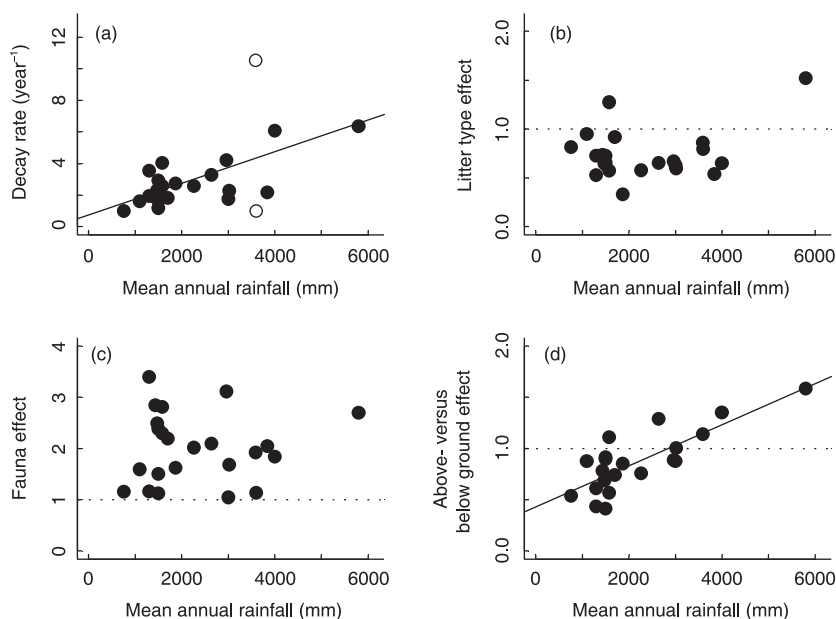 (a)
Decay rate (year⁻¹)
12
8
4
0
0 2000 4000 6000
Mean annual rainfall (mm)
(b)
Litter type effect
2.0
1.0
0.0
0 2000 4000 6000
Mean annual rainfall (mm)
(c)
Fauna effect
4
3
2
1
0
0 2000 4000 6000
Mean annual rainfall (mm)
(d)
Above- versus
below ground effect
2.0
1.0
0.0
0 2000 4000 6000
Mean annual rainfall (mm)